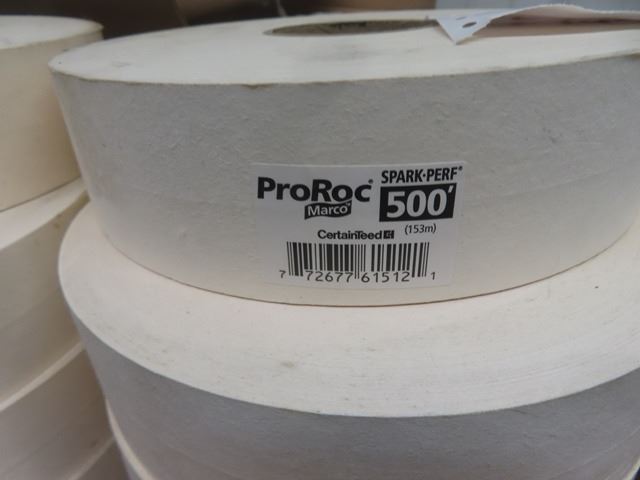 ProRoc®
Marco®
SPARK-PERF®
500'
(153m)
CertainTeed
7 72677 61512 1